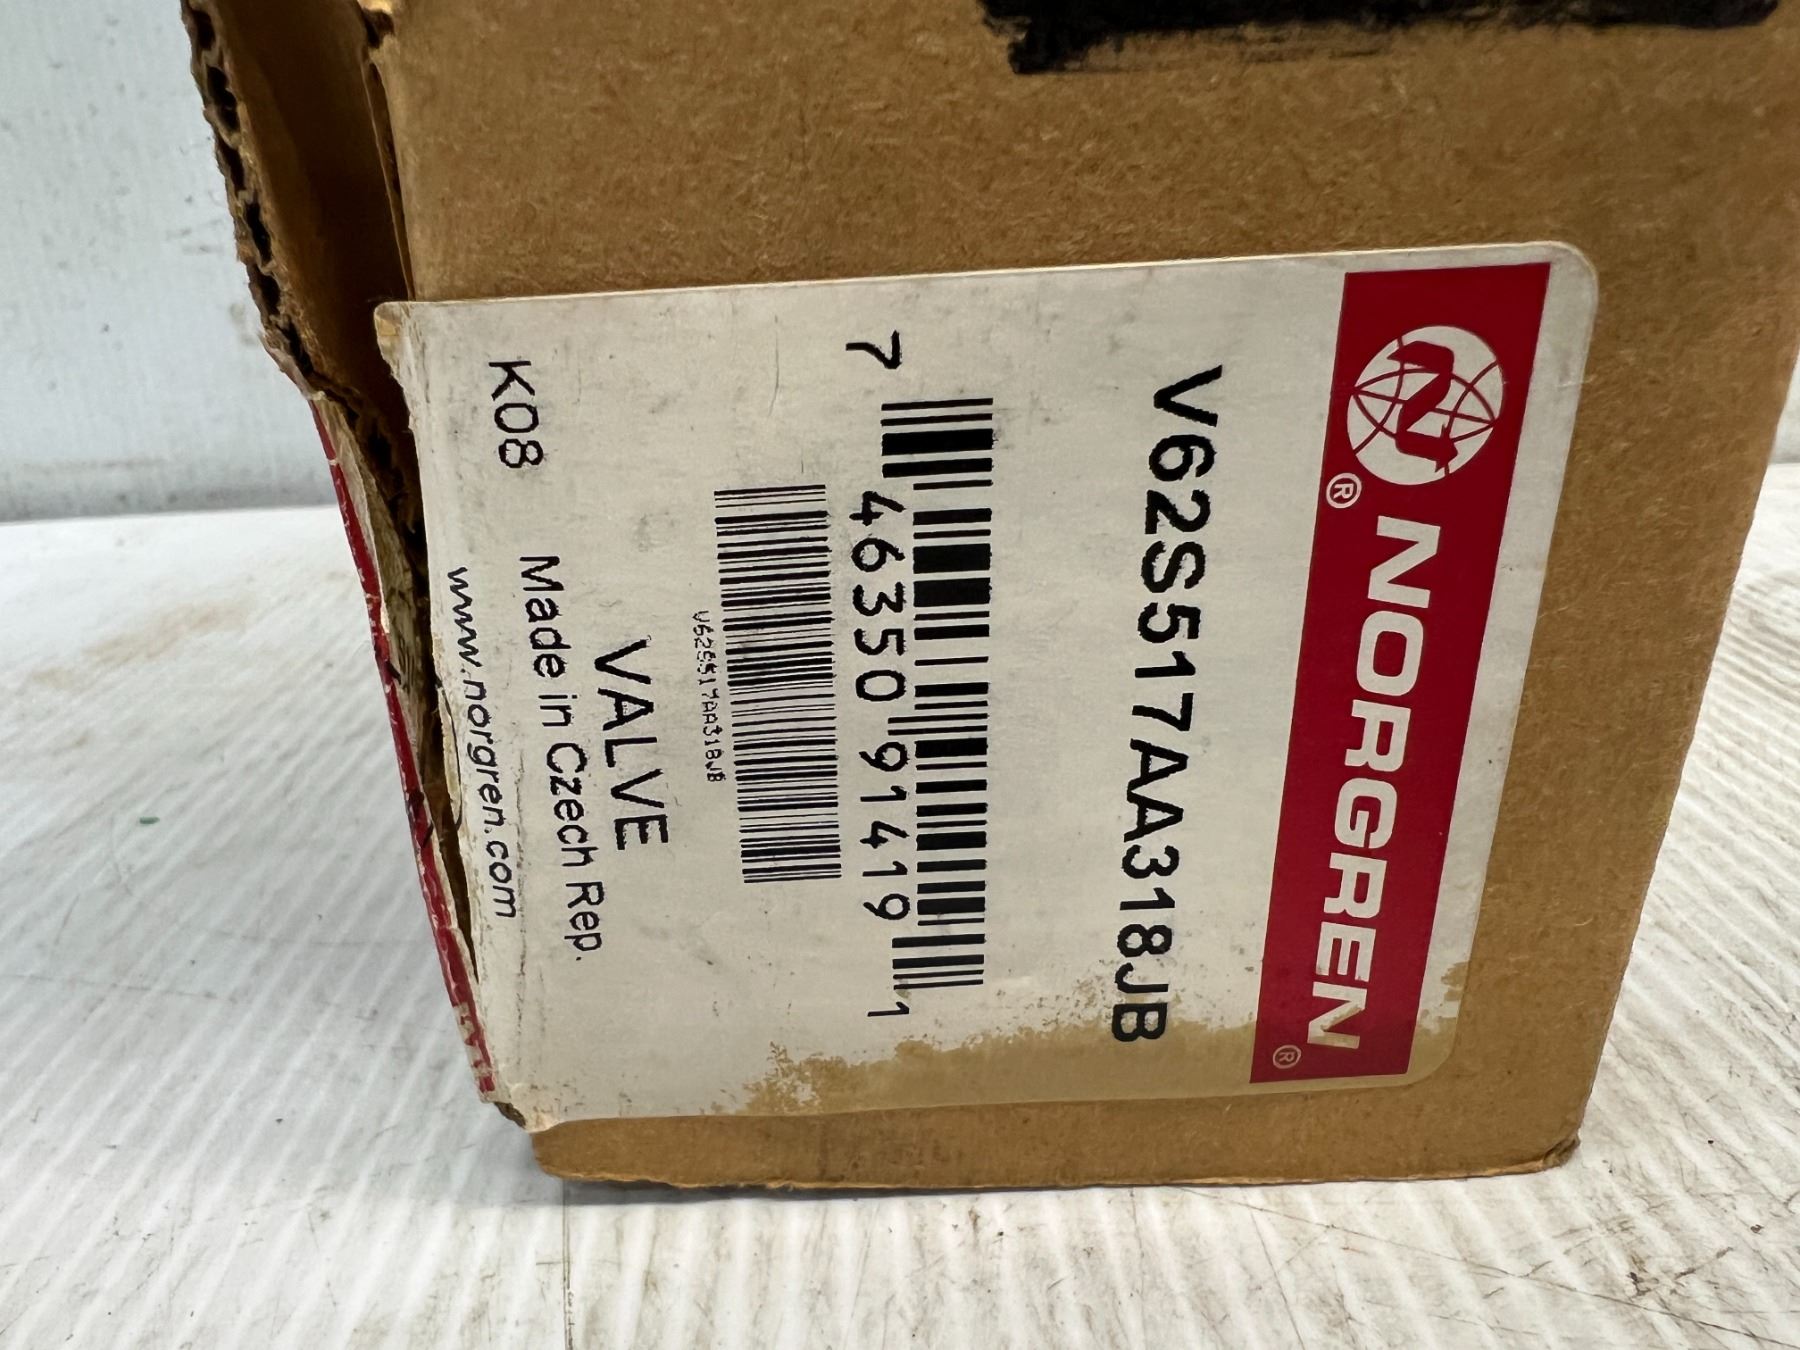 NORGREN®
V62S517AA318JB
7 46350 91419 1
V62S517AA318JB
VALVE
K08 Made in Czech Rep.
www.norgren.com